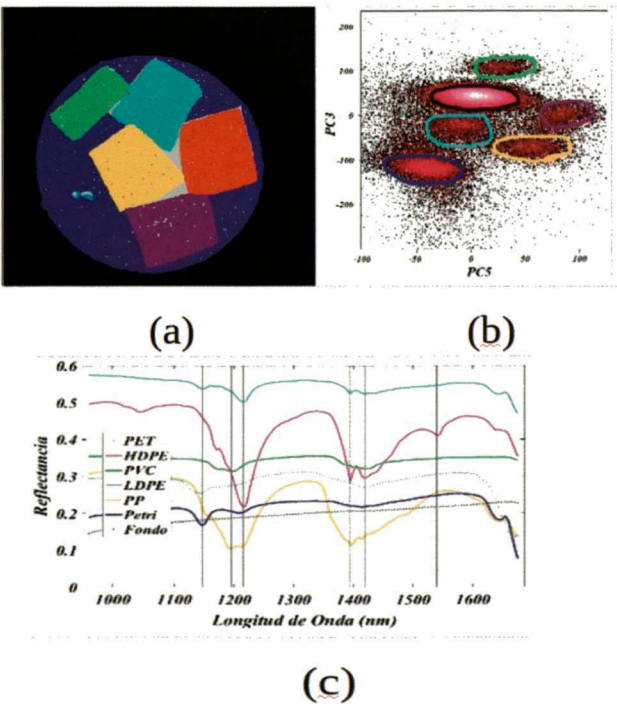 200
100
0
-100
-200
PC3
-100
0
50
100
PC5
(a)
(b)
0.6
0.5
0.4
0.3
0.2
0.1
0
Reflectancia
PET
HDPE
PVC
LDPE
PP
Petri
Fondo
1000 1100 1200 1300 1400 1500 1600
Longitud de Onda (nm)
(c)